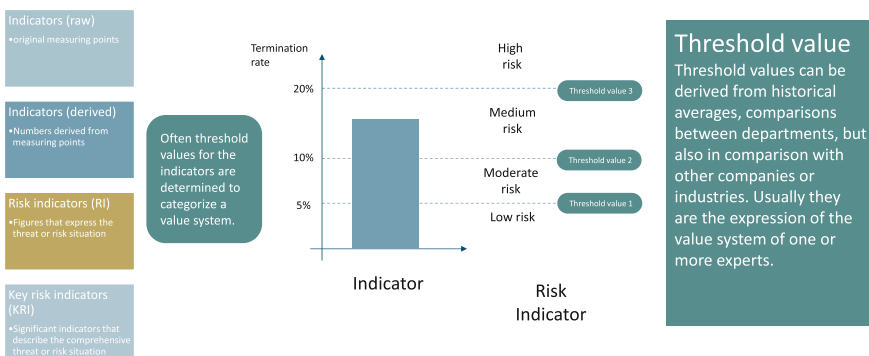 Indicators (raw)
•original measuring points
Indicators (derived)
•Numbers derived from
measuring points
Risk indicators (RI)
•Figures that express the
threat or risk situation
Key risk indicators
(KRI)
•Significant indicators that
describe the comprehensive
threat or risk situation
Often threshold
values for the
indicators are
determined to
categorize a
value system.
Termination
rate
20%
10%
5%
Indicator
High
risk
Medium
risk
Moderate
risk
Low risk
Threshold value 3
Threshold value 2
Threshold value 1
Risk
Indicator
Threshold value
Threshold values can be
derived from historical
averages, comparisons
between departments, but
also in comparison with
other companies or
industries. Usually they
are the expression of the
value system of one or
more experts.